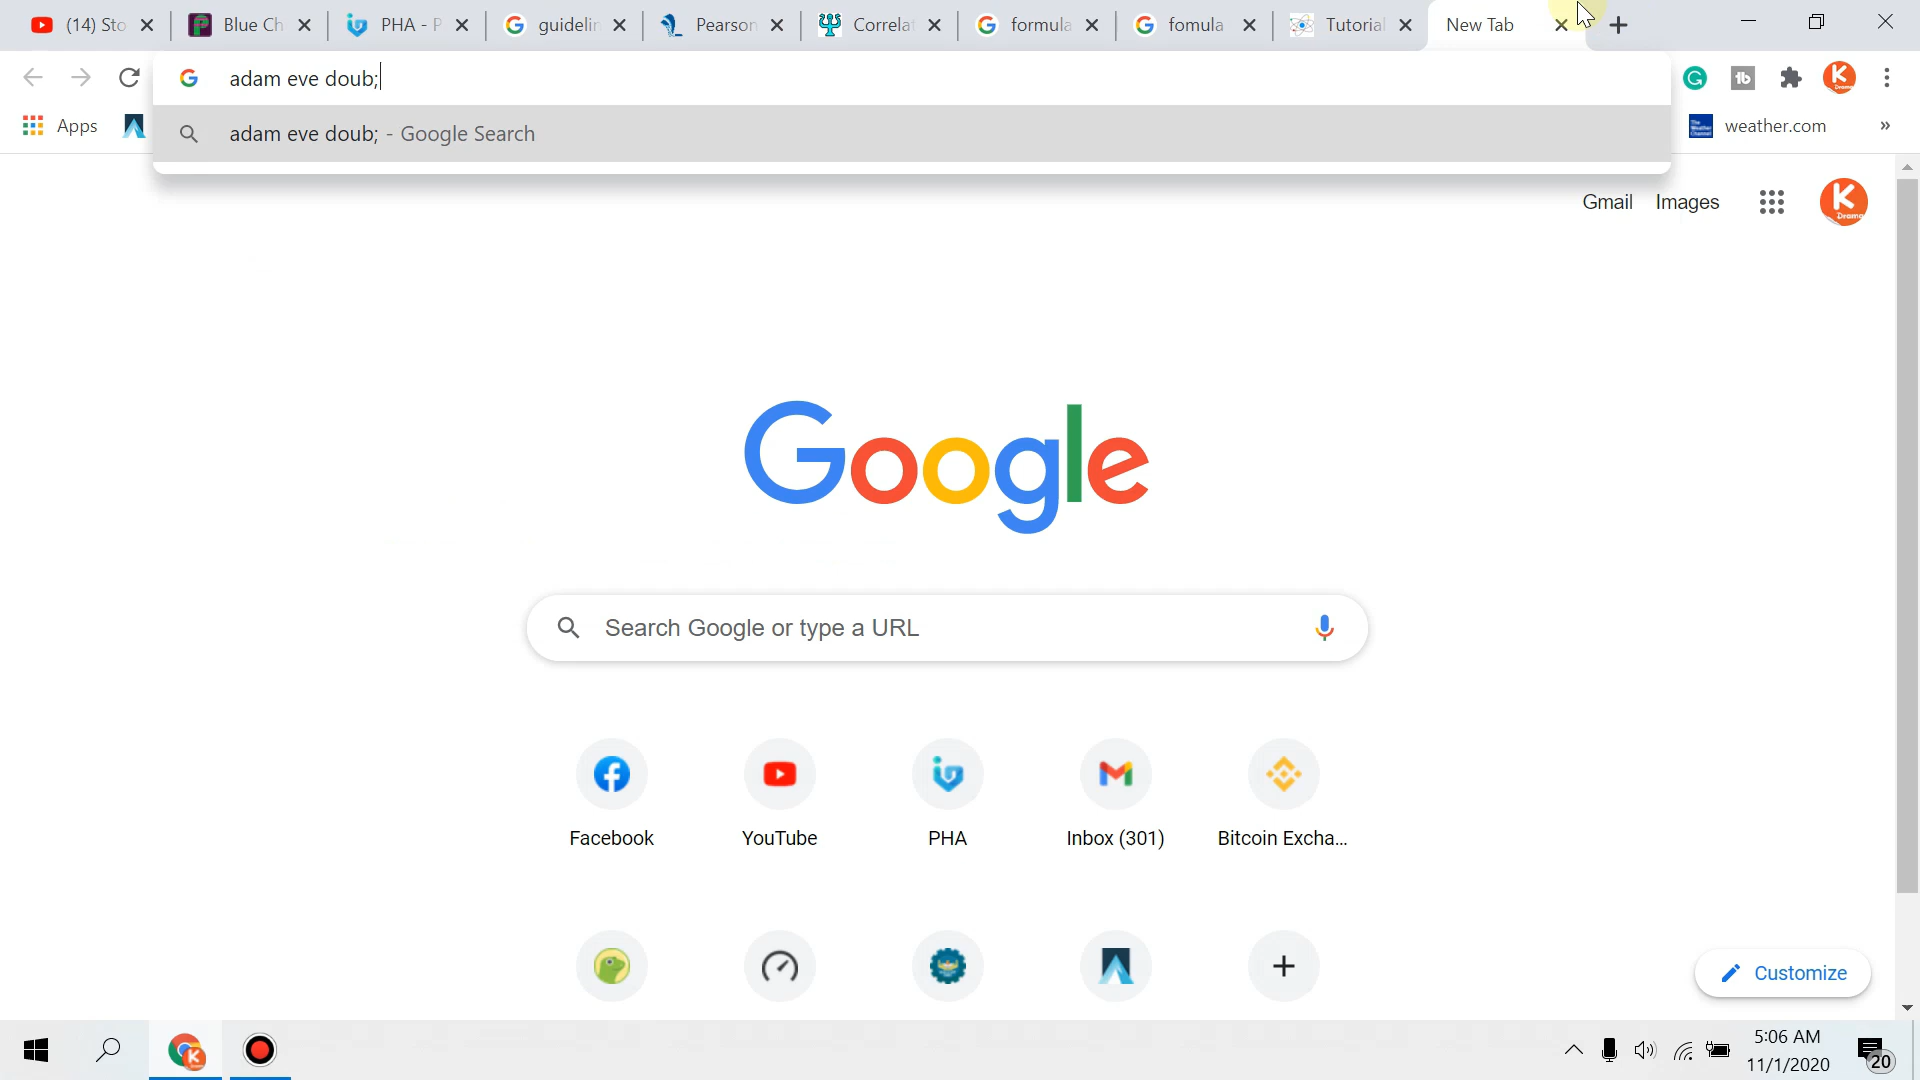 (14) Sto
Blue Ch
PHA - P
guidelin
Pearson
Correlat
formula
fomula
Tutorial
New Tab
adam eve doub;
adam eve doub; - Google Search
Apps
weather.com
Gmail Images
Google
Search Google or type a URL
Facebook YouTube PHA Inbox (301) Bitcoin Excha...
Customize
5:06 AM
11/1/2020
20